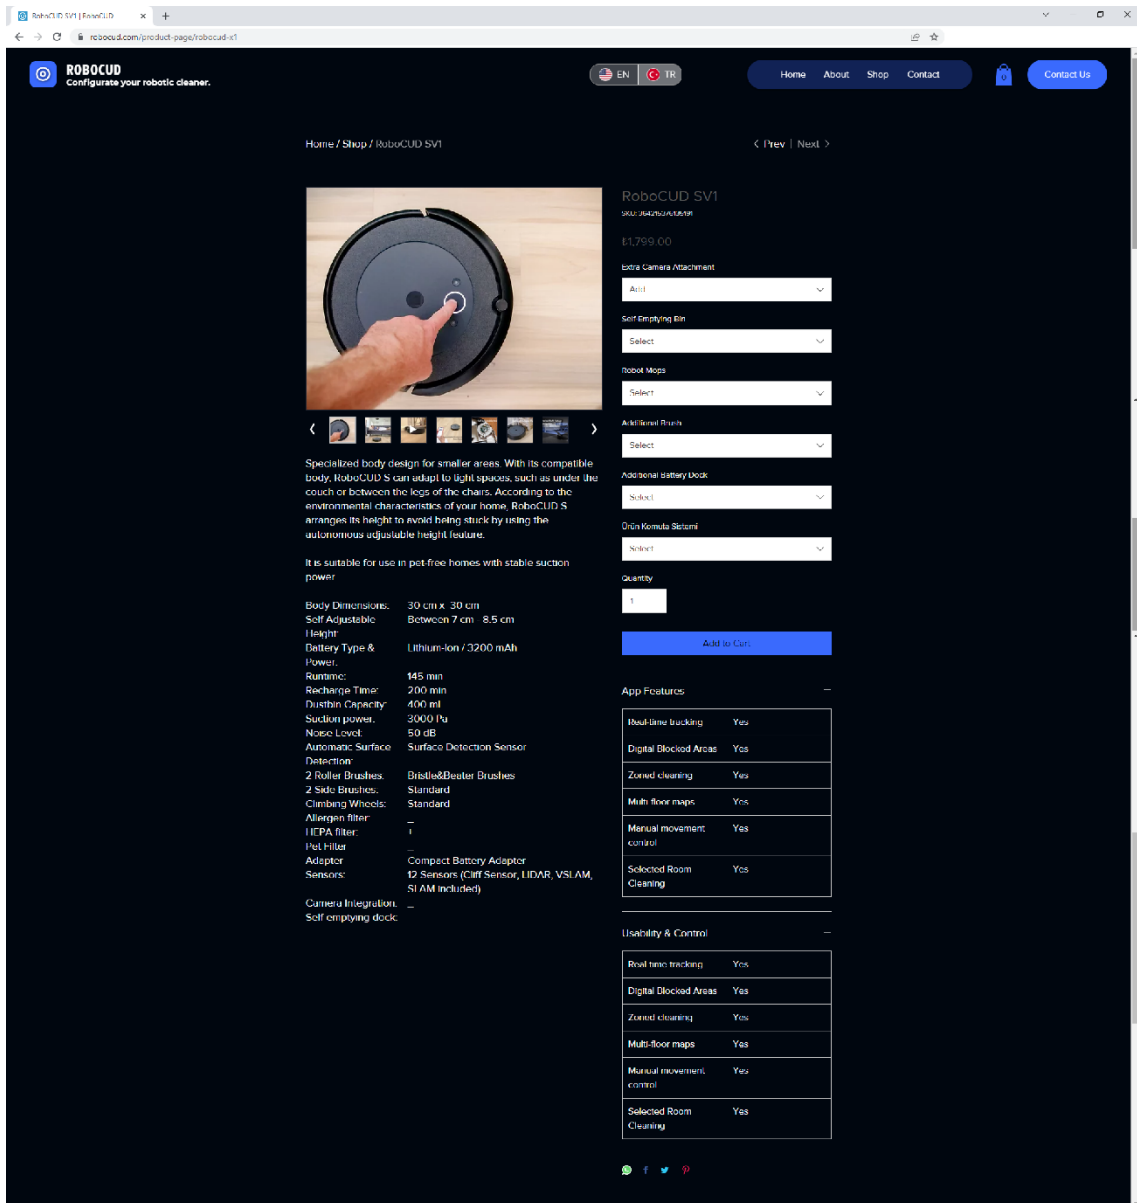 RoboCUD SV1 | RoboCUD
robocud.com/product-page/robocud-x1
ROBOCUD
Configurate your robotic cleaner.
EN
TR
Home
About
Shop
Contact
0
Contact Us
Home / Shop / RoboCUD SV1
Prev | Next
RoboCUD SV1
SKU: 364215376135191
₺1,799.00
Extra Camera Attachment
Add
Self Emptying Bin
Select
Robot Mops
Select
Additional Brush
Select
Additional Battery Dock
Select
Ürün Komuta Sistemi
Select
Quantity
1
Add to Cart
Specialized body design for smaller areas. With its compatible
body, RoboCUD S can adapt to tight spaces, such as under the
couch or between the legs of the chairs. According to the
environmental characteristics of your home, RoboCUD S
arranges its height to avoid being stuck by using the
autonomous adjustable height feature.
It is suitable for use in pet-free homes with stable suction
power
Body Dimensions: 30 cm x 30 cm
Self Adjustable Between 7 cm - 8.5 cm
Height:
Battery Type & Lithium-Ion / 3200 mAh
Power:
Runtime: 145 min
Recharge Time: 200 min
Dustbin Capacity: 400 ml
Suction power: 3000 Pa
Noise Level: 50 dB
Automatic Surface Surface Detection Sensor
Detection:
2 Roller Brushes: Bristle&Beater Brushes
2 Side Brushes: Standard
Climbing Wheels: Standard
Allergen filter: _
HEPA filter: +
Pet Filter _
Adapter Compact Battery Adapter
Sensors: 12 Sensors (Cliff Sensor, LIDAR, VSLAM,
SLAM included)
Camera Integration: _
Self emptying dock:
App Features
Real-time tracking Yes
Digital Blocked Areas Yes
Zoned cleaning Yes
Multi floor maps Yes
Manual movement Yes
control
Selected Room Yes
Cleaning
Usability & Control
Real time tracking Yes
Digital Blocked Areas Yes
Zoned cleaning Yes
Multi-floor maps Yes
Manual movement Yes
control
Selected Room Yes
Cleaning